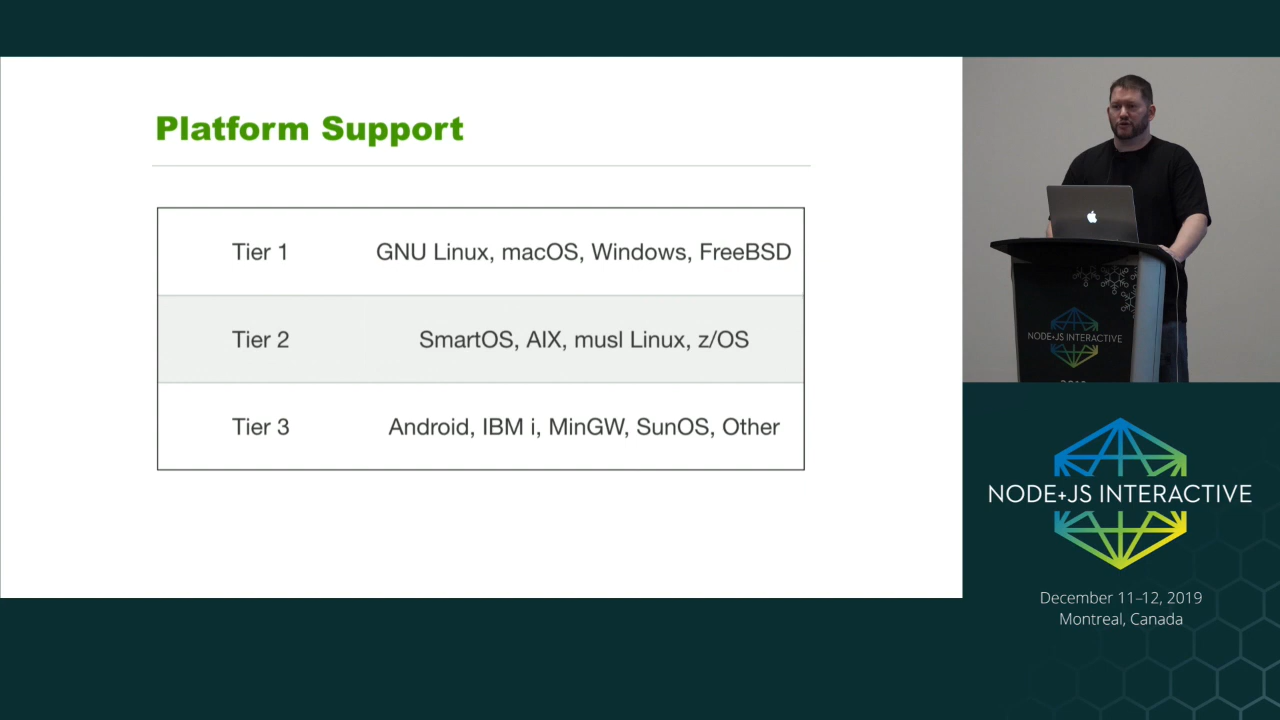 Platform Support
Tier 1 GNU Linux, macOS, Windows, FreeBSD
Tier 2 SmartOS, AIX, musl Linux, z/OS
Tier 3 Android, IBM i, MinGW, SunOS, Other
NODE+JS INTERACTIVE
NODE+JS INTERACTIVE
December 11–12, 2019
Montreal, Canada